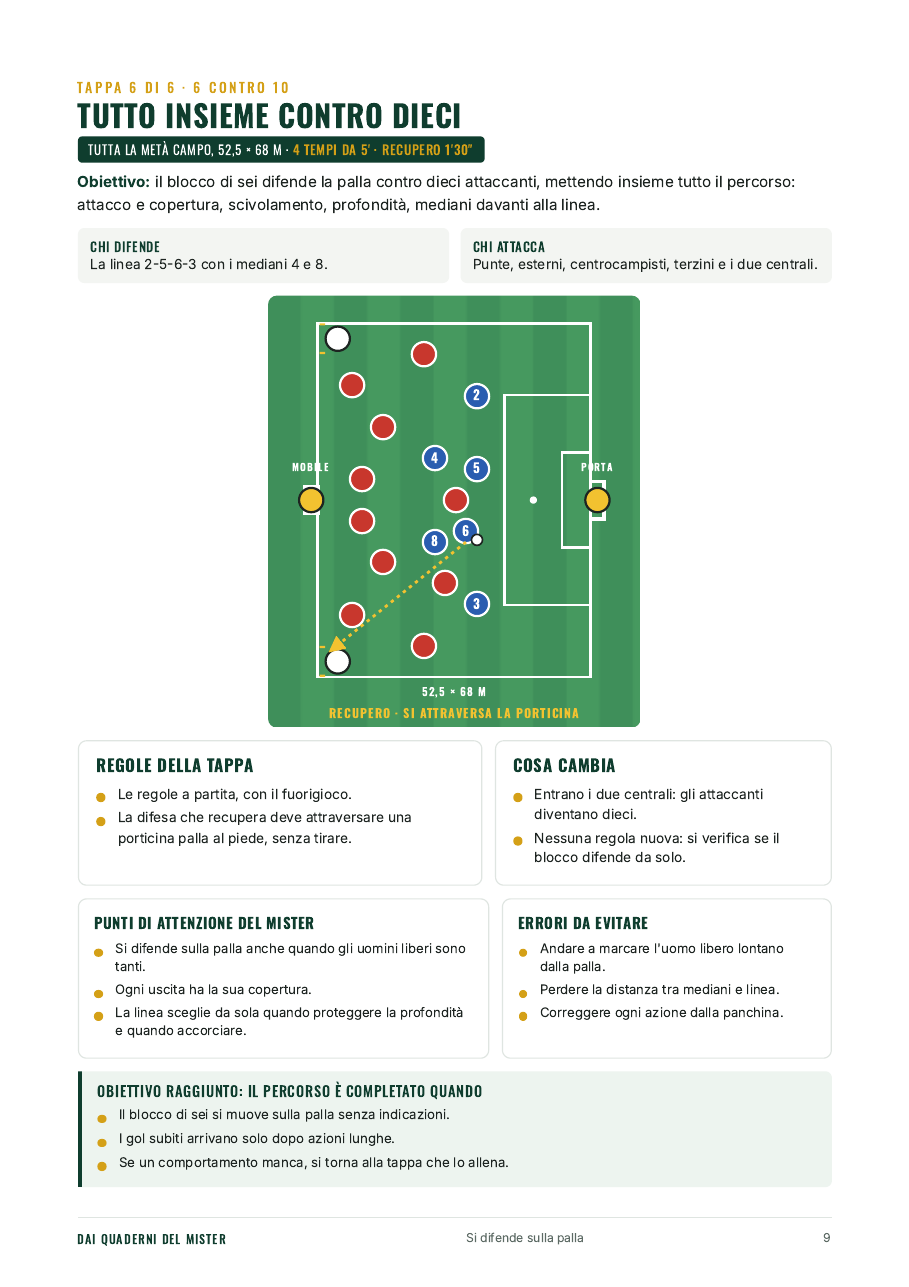 TAPPA 6 DI 6 · 6 CONTRO 10
TUTTO INSIEME CONTRO DIECI
TUTTA LA METÀ CAMPO, 52,5 × 68 M · 4 TEMPI DA 5' · RECUPERO 1'30"
Obiettivo: il blocco di sei difende la palla contro dieci attaccanti, mettendo insieme tutto il percorso:
attacco e copertura, scivolamento, profondità, mediani davanti alla linea.
CHI DIFENDE
La linea 2-5-6-3 con i mediani 4 e 8.
CHI ATTACCA
Punte, esterni, centrocampisti, terzini e i due centrali.
2
4
5
MOBILE
PORTA
6
8
3
52,5 × 68 M
RECUPERO · SI ATTRAVERSA LA PORTICINA
REGOLE DELLA TAPPA
Le regole a partita, con il fuorigioco.
La difesa che recupera deve attraversare una
porticina palla al piede, senza tirare.
COSA CAMBIA
Entrano i due centrali: gli attaccanti
diventano dieci.
Nessuna regola nuova: si verifica se il
blocco difende da solo.
PUNTI DI ATTENZIONE DEL MISTER
Si difende sulla palla anche quando gli uomini liberi sono
tanti.
Ogni uscita ha la sua copertura.
La linea sceglie da sola quando proteggere la profondità
e quando accorciare.
ERRORI DA EVITARE
Andare a marcare l'uomo libero lontano
dalla palla.
Perdere la distanza tra mediani e linea.
Correggere ogni azione dalla panchina.
OBIETTIVO RAGGIUNTO: IL PERCORSO È COMPLETATO QUANDO
Il blocco di sei si muove sulla palla senza indicazioni.
I gol subiti arrivano solo dopo azioni lunghe.
Se un comportamento manca, si torna alla tappa che lo allena.
DAI QUADERNI DEL MISTER
Si difende sulla palla
9